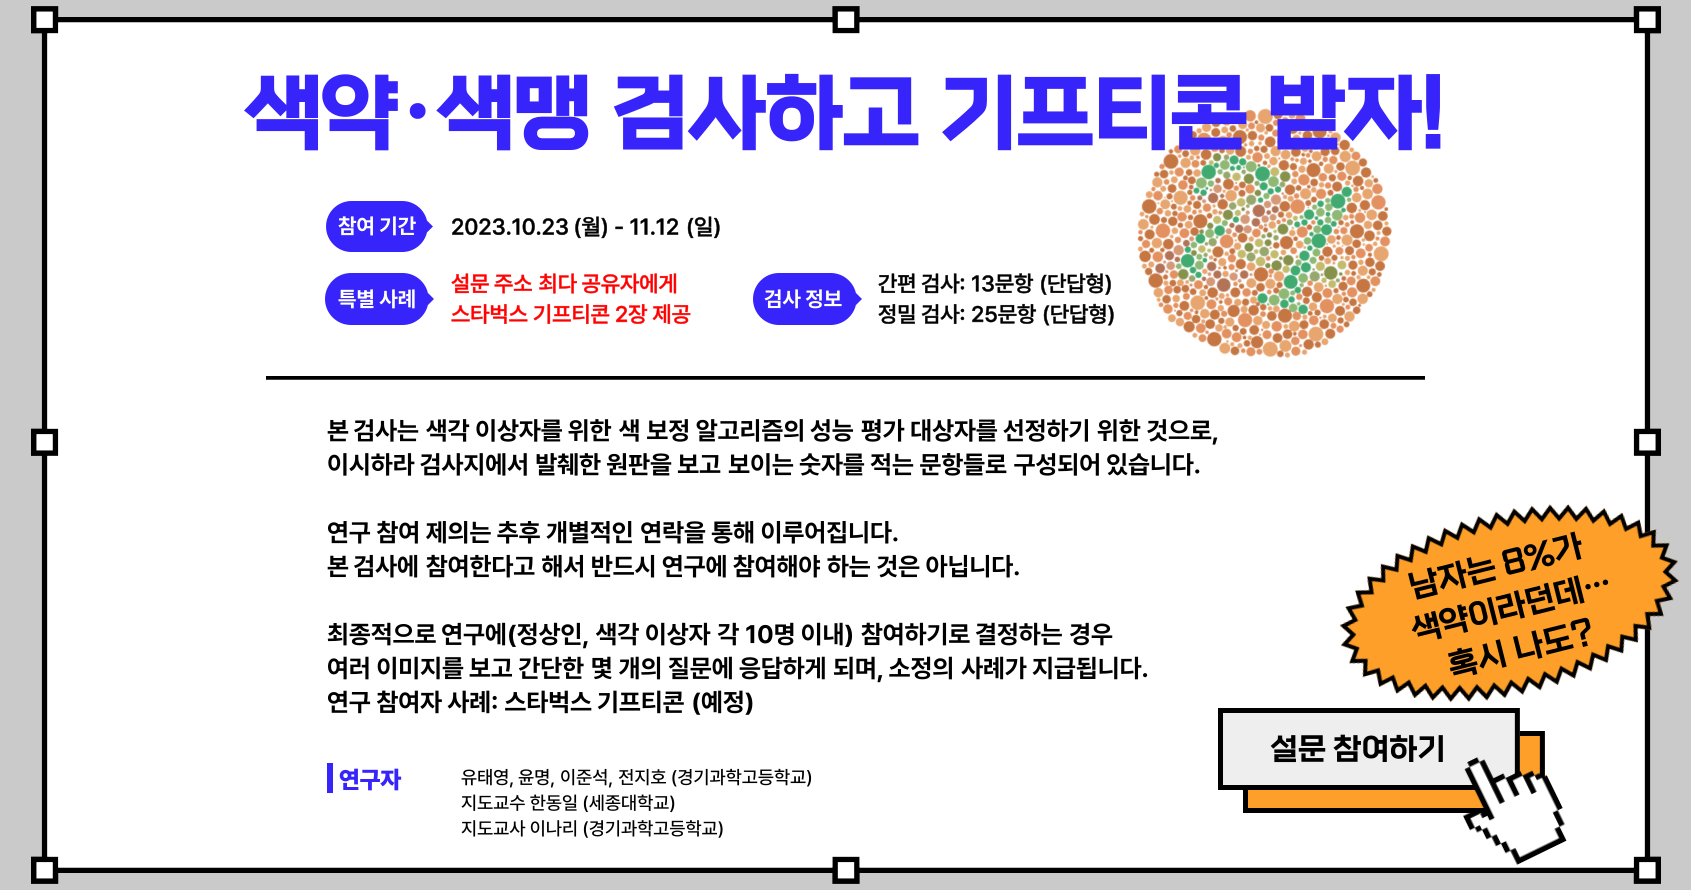 색약·색맹 검사하고 기프티콘 받자!
참여 기간
2023.10.23 (월) - 11.12 (일)
특별 사례
설문 주소 최다 공유자에게
스타벅스 기프티콘 2장 제공
검사 정보
간편 검사: 13문항 (단답형)
정밀 검사: 25문항 (단답형)
본 검사는 색각 이상자를 위한 색 보정 알고리즘의 성능 평가 대상자를 선정하기 위한 것으로,
이시하라 검사지에서 발췌한 원판을 보고 보이는 숫자를 적는 문항들로 구성되어 있습니다.
연구 참여 제의는 추후 개별적인 연락을 통해 이루어집니다.
본 검사에 참여한다고 해서 반드시 연구에 참여해야 하는 것은 아닙니다.
최종적으로 연구에(정상인, 색각 이상자 각 10명 이내) 참여하기로 결정하는 경우
여러 이미지를 보고 간단한 몇 개의 질문에 응답하게 되며, 소정의 사례가 지급됩니다.
연구 참여자 사례: 스타벅스 기프티콘 (예정)
남자는 8%가
색약이라던데…
혹시 나도?
설문 참여하기
연구자
유태영, 윤명, 이준석, 전지호 (경기과학고등학교)
지도교수 한동일 (세종대학교)
지도교사 이나리 (경기과학고등학교)